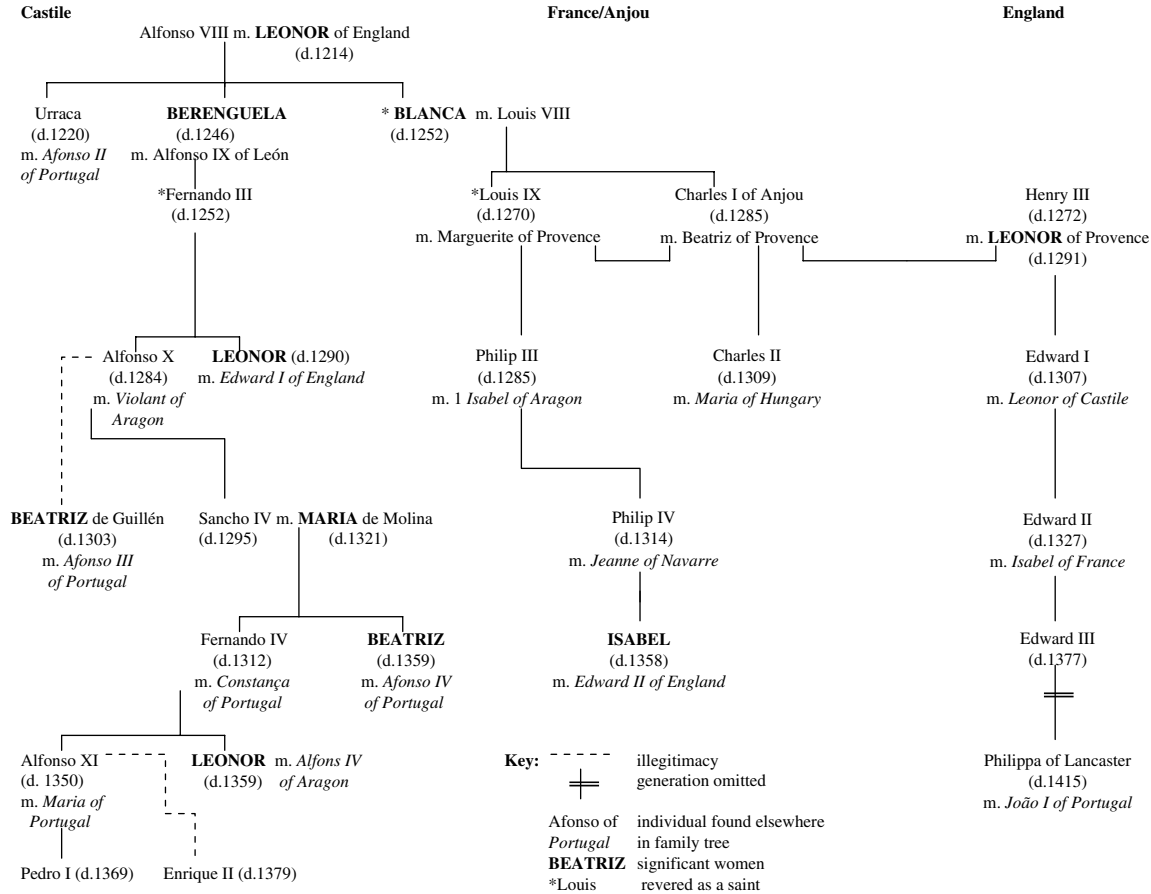 Castile
France/Anjou
England
Alfonso VIII m. LEONOR of England
(d.1214)
Urraca
(d.1220)
m. Afonso II
of Portugal
BERENGUELA
(d.1246)
m. Alfonso IX of León
* BLANCA m. Louis VIII
(d.1252)
*Fernando III
(d.1252)
*Louis IX
(d.1270)
m. Marguerite of Provence
Charles I of Anjou
(d.1285)
m. Beatriz of Provence
Henry III
(d.1272)
m. LEONOR of Provence
(d.1291)
Alfonso X
(d.1284)
m. Violant of
Aragon
LEONOR (d.1290)
m. Edward I of England
Philip III
(d.1285)
m. 1 Isabel of Aragon
Charles II
(d.1309)
m. Maria of Hungary
Edward I
(d.1307)
m. Leonor of Castile
BEATRIZ de Guillén
(d.1303)
m. Afonso III
of Portugal
Sancho IV m. MARIA de Molina
(d.1295) (d.1321)
Philip IV
(d.1314)
m. Jeanne of Navarre
Edward II
(d.1327)
m. Isabel of France
Fernando IV
(d.1312)
m. Constança
of Portugal
BEATRIZ
(d.1359)
m. Afonso IV
of Portugal
ISABEL
(d.1358)
m. Edward II of England
Edward III
(d.1377)
Alfonso XI
(d. 1350)
m. Maria of
Portugal
LEONOR m. Alfons IV
(d.1359) of Aragon
Philippa of Lancaster
(d.1415)
m. João I of Portugal
Pedro I (d.1369)
Enrique II (d.1379)
Key: illegitimacy
generation omitted
Afonso of individual found elsewhere
Portugal in family tree
BEATRIZ significant women
*Louis revered as a saint